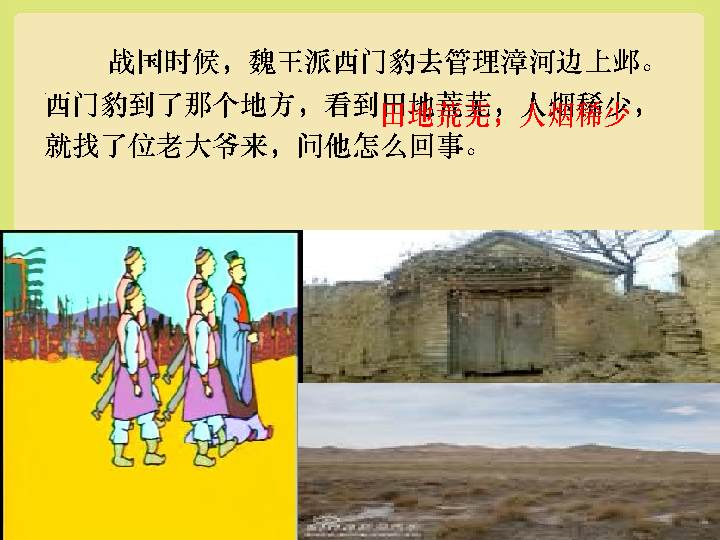 战国时候，魏王派西门豹去管理漳河边上邺。
西门豹到了那个地方，看到田地荒芜，人烟稀少，
田地荒芜，人烟稀少
就找了位老大爷来，问他怎么回事。